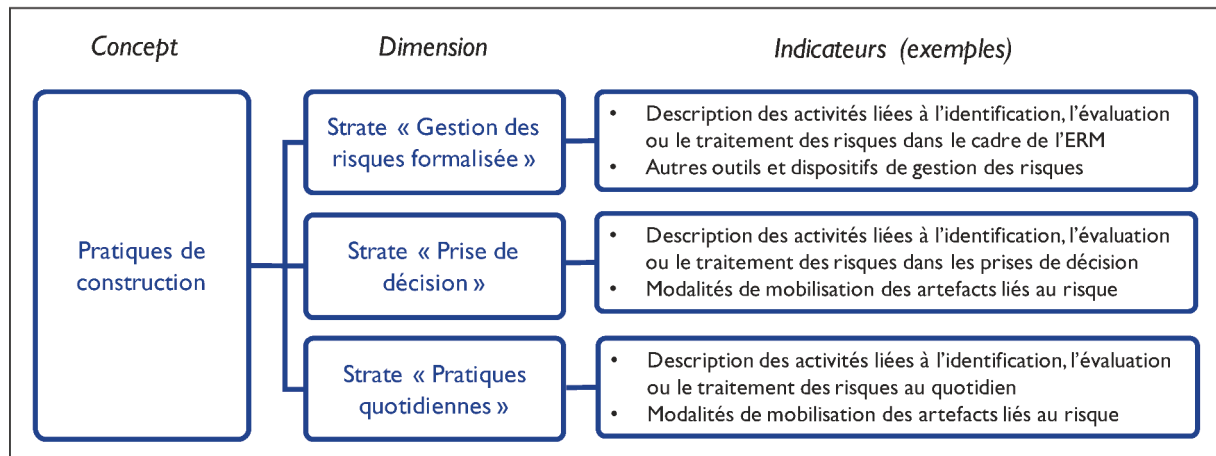 Concept
Dimension
Indicateurs (exemples)
Pratiques de
construction
Strate « Gestion des
risques formalisée »
• Description des activités liées à l'identification, l'évaluation
ou le traitement des risques dans le cadre de l'ERM
• Autres outils et dispositifs de gestion des risques
Strate « Prise de
décision »
• Description des activités liées à l'identification, l'évaluation
ou le traitement des risques dans les prises de décision
• Modalités de mobilisation des artefacts liés au risque
Strate « Pratiques
quotidiennes »
• Description des activités liées à l'identification, l'évaluation
ou le traitement des risques au quotidien
• Modalités de mobilisation des artefacts liés au risque